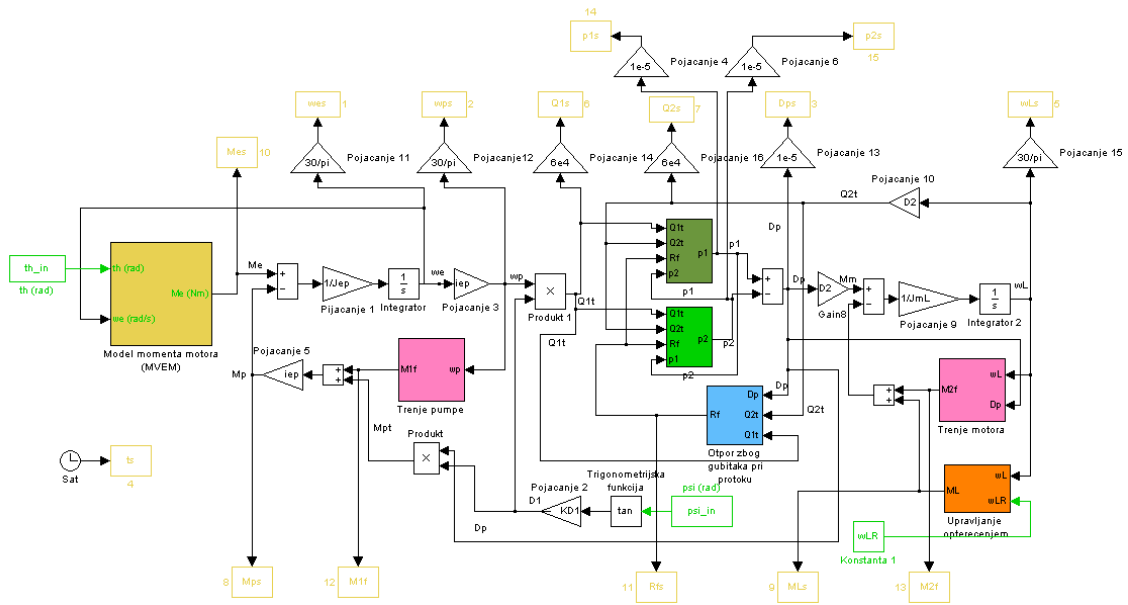 14
p1s
1e-5
Pojacanje 4
1e-5
Pojacanje 6
p2s
15
wes
1
wps
2
Q1s
6
Q2s
7
Dps
3
wLs
5
Mes
10
30/pi
Pojacanje 11
30/pi
Pojacanje12
6e4
Pojacanje 14
6e4
Pojacanje 16
1e-5
Pojacanje 13
30/pi
Pojacanje 15
Pojacanje 10
Q2t
D2
th_in
th (rad)
th (rad)
Me (Nm)
we (rad/s)
Model momenta motora
(MVEM)
Me
+
−
1/Jep
Pijacanje 1
1
s
Integrator
we
iep
Pojacanje 3
wp
×
Produkt 1
Q1t
Q1t
Q1t
Q2t
Rf
p2
p1
p1
p1
Q1t
Q2t
Rf
p1
p2
p2
p2
Dp
+
−
Dp
D2
Gain8
Mm
+
−
1/JmL
Pojacanje 9
1
s
Integrator 2
wL
Pojacanje 5
iep
Mp
+
+
M1f
wp
Trenje pumpe
Mpt
Produkt
×
Dp
Q2t
Q1t
Rf
Dp
Q2t
Otpor zbog
gubitaka pri
protoku
+
+
M2f
wL
Dp
Trenje motora
Sat
ts
4
Pojacanje 2
D1
KD1
Dp
Trigonometrijska
funkcija
tan
psi (rad)
psi_in
ML
wL
wLR
Upravljanje
opterecenjem
wLR
Konstanta 1
8
Mps
12
M1f
11
Rfs
9
MLs
13
M2f